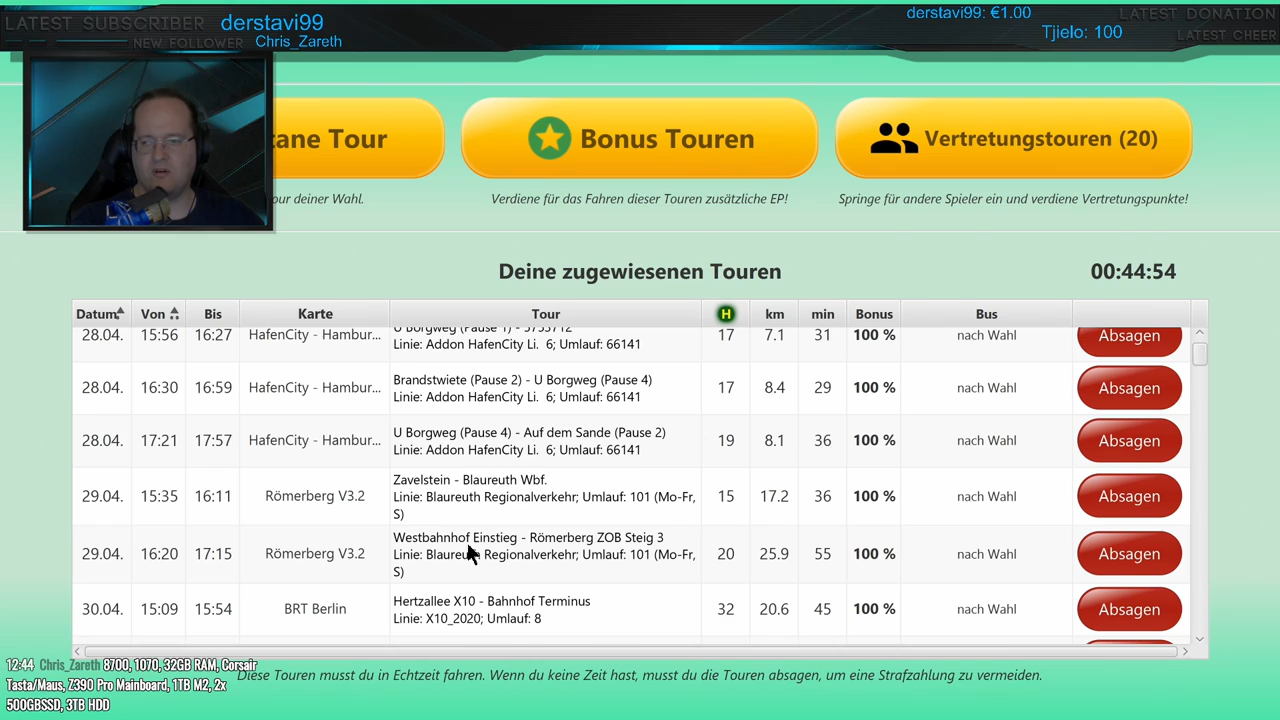 LATEST SUBSCRIBER
derstavi99
NEW FOLLOWER
Chris_Zareth
derstavi99: €1.00
LATEST DONATION
Tjielo: 100
LATEST CHEER
tane Tour
our deiner Wahl.
Bonus Touren
Verdiene für das Fahren dieser Touren zusätzliche EP!
Vertretungstouren (20)
Springe für andere Spieler ein und verdiene Vertretungspunkte!
Deine zugewiesenen Touren
00:44:54
Datum Von Bis Karte Tour H km min Bonus Bus
28.04. 15:56 16:27 HafenCity - Hambur... U Borgweg (Pause 1) - 5753712
Linie: Addon HafenCity Li. 6; Umlauf: 66141
17 7.1 31 100 % nach Wahl Absagen
28.04. 16:30 16:59 HafenCity - Hambur... Brandstwiete (Pause 2) - U Borgweg (Pause 4)
Linie: Addon HafenCity Li. 6; Umlauf: 66141
17 8.4 29 100 % nach Wahl Absagen
28.04. 17:21 17:57 HafenCity - Hambur... U Borgweg (Pause 4) - Auf dem Sande (Pause 2)
Linie: Addon HafenCity Li. 6; Umlauf: 66141
19 8.1 36 100 % nach Wahl Absagen
29.04. 15:35 16:11 Römerberg V3.2 Zavelstein - Blaureuth Wbf.
Linie: Blaureuth Regionalverkehr; Umlauf: 101 (Mo-Fr,
S)
15 17.2 36 100 % nach Wahl Absagen
29.04. 16:20 17:15 Römerberg V3.2 Westbahnhof Einstieg - Römerberg ZOB Steig 3
Linie: Blaureuth Regionalverkehr; Umlauf: 101 (Mo-Fr,
S)
20 25.9 55 100 % nach Wahl Absagen
30.04. 15:09 15:54 BRT Berlin Hertzallee X10 - Bahnhof Terminus
Linie: X10_2020; Umlauf: 8
32 20.6 45 100 % nach Wahl Absagen
Diese Touren musst du in Echtzeit fahren. Wenn du keine Zeit hast, musst du die Touren absagen, um eine Strafzahlung zu vermeiden.
12:44 Chris_Zareth 8700, 1070, 32GB RAM, Corsair
Tasta/Maus, Z390 Pro Mainboard, 1TB M2, 2x
500GBSSD, 3TB HDD